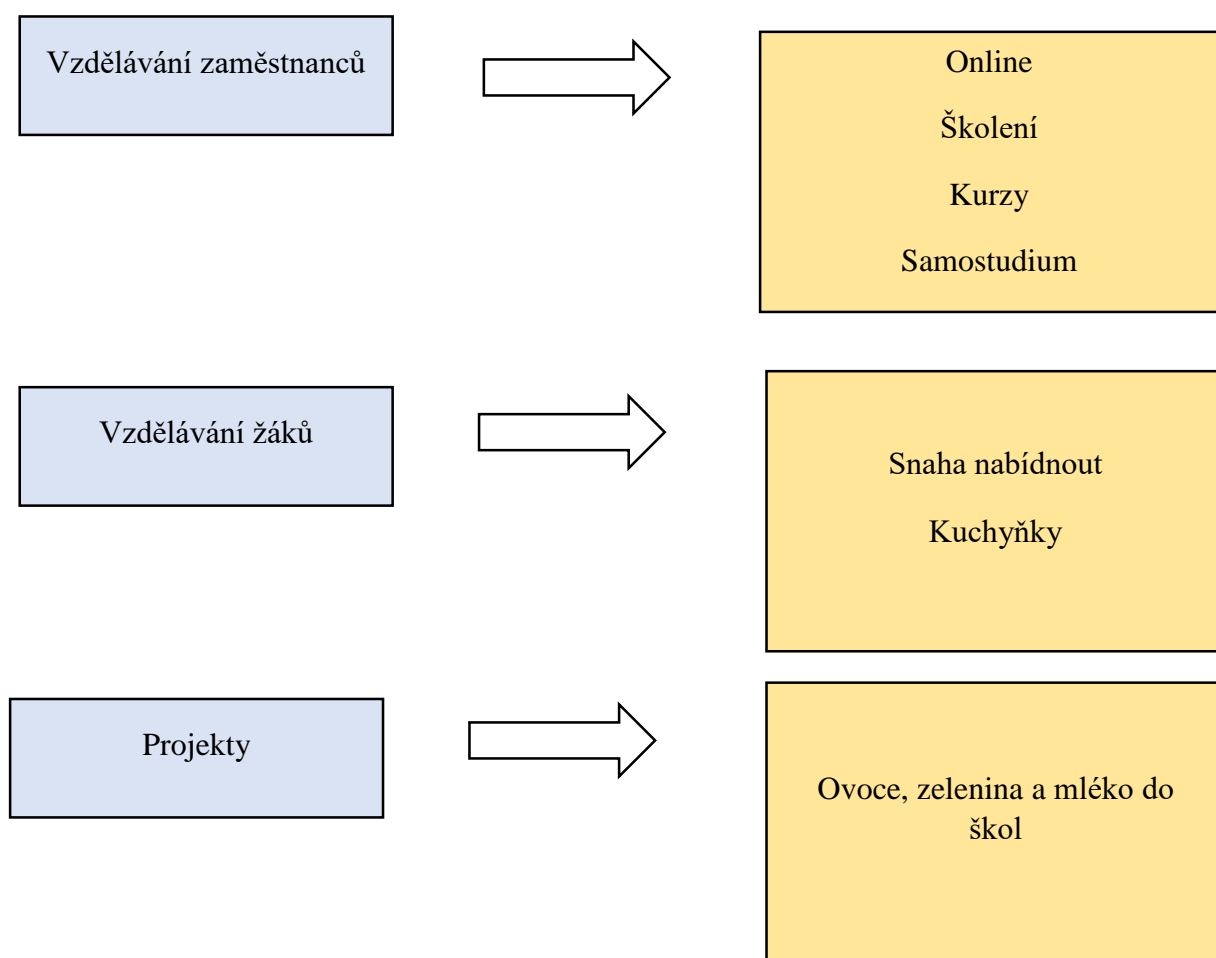 Vzdělávání zaměstnanců
Online
Školení
Kurzy
Samostudium
Vzdělávání žáků
Snaha nabídnout
Kuchyňky
Projekty
Ovoce, zelenina a mléko do
škol